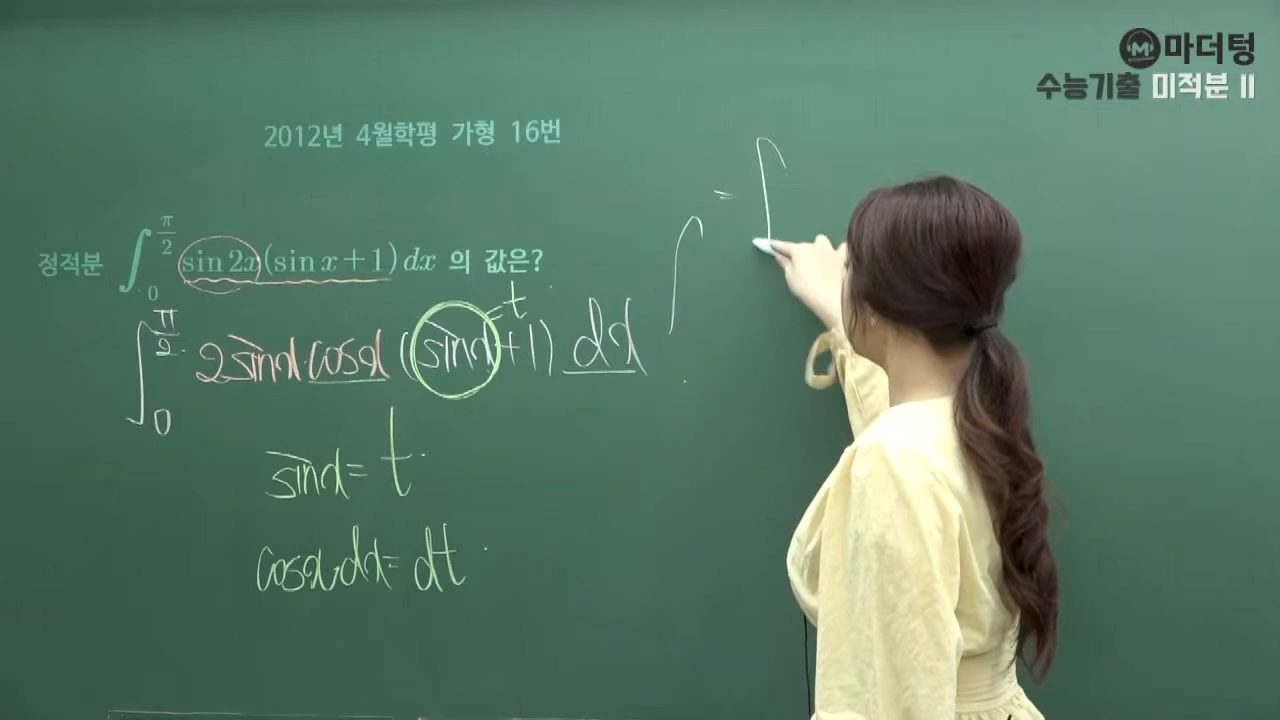 마더텅
수능기출 미적분 II
2012년 4월학평 가형 16번
정적분 ∫₀^{π/2} sin 2x (sin x + 1) dx 의 값은?
∫₀^{π/2} 2sinx cosx (sinx+1) dx
= t
= ∫
∫
sinx = t
cosx dx = dt